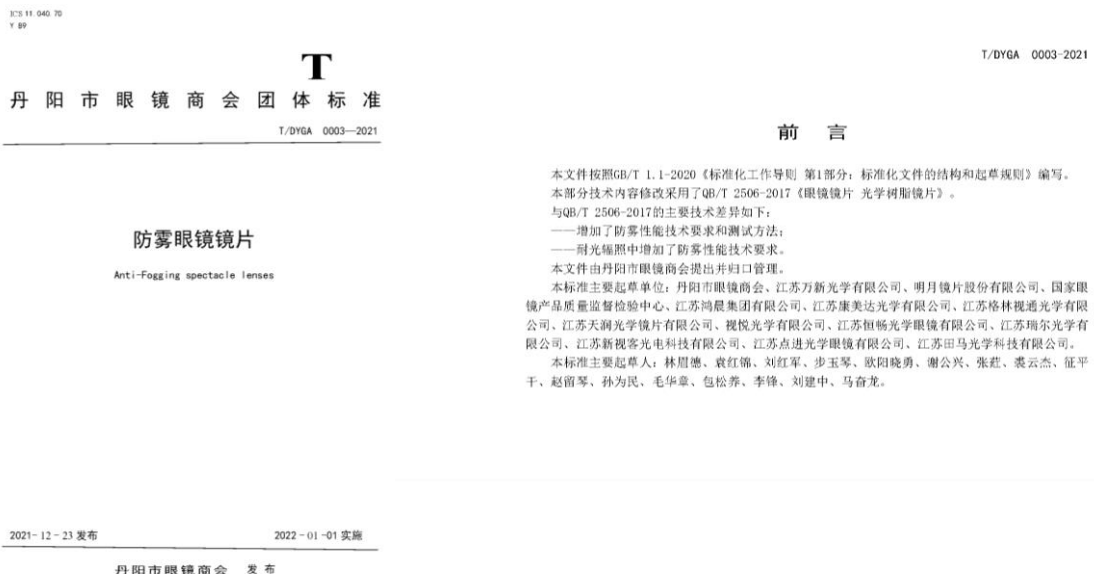 ICS 11.040.70
Y 89
T
丹阳市眼镜商会团体标准
T/DYGA 0003—2021
防雾眼镜镜片
Anti-Fogging spectacle lenses
2021-12-23 发布
2022-01-01 实施
丹阳市眼镜商会 发布
T/DYGA 0003-2021
前 言
本文件按照GB/T 1.1-2020《标准化工作导则 第1部分：标准化文件的结构和起草规则》编写。
本部分技术内容修改采用了QB/T 2506-2017《眼镜镜片 光学树脂镜片》。
与QB/T 2506-2017的主要技术差异如下：
——增加了防雾性能技术要求和测试方法；
——耐光辐照中增加了防雾性能技术要求。
本文件由丹阳市眼镜商会提出并归口管理。
本标准主要起草单位：丹阳市眼镜商会、江苏万新光学有限公司、明月镜片股份有限公司、国家眼
镜产品质量监督检验中心、江苏鸿晨集团有限公司、江苏康美达光学有限公司、江苏格林视通光学有限
公司、江苏天润光学镜片有限公司、视悦光学有限公司、江苏恒畅光学眼镜有限公司、江苏瑞尔光学有
限公司、江苏新视客光电科技有限公司、江苏点进光学眼镜有限公司、江苏田马光学科技有限公司。
本标准主要起草人：林眉德、袁红锦、刘红军、步玉琴、欧阳晓勇、谢公兴、张莊、裘云杰、征平
干、赵留琴、孙为民、毛华章、包松养、李锋、刘建中、马奋龙。